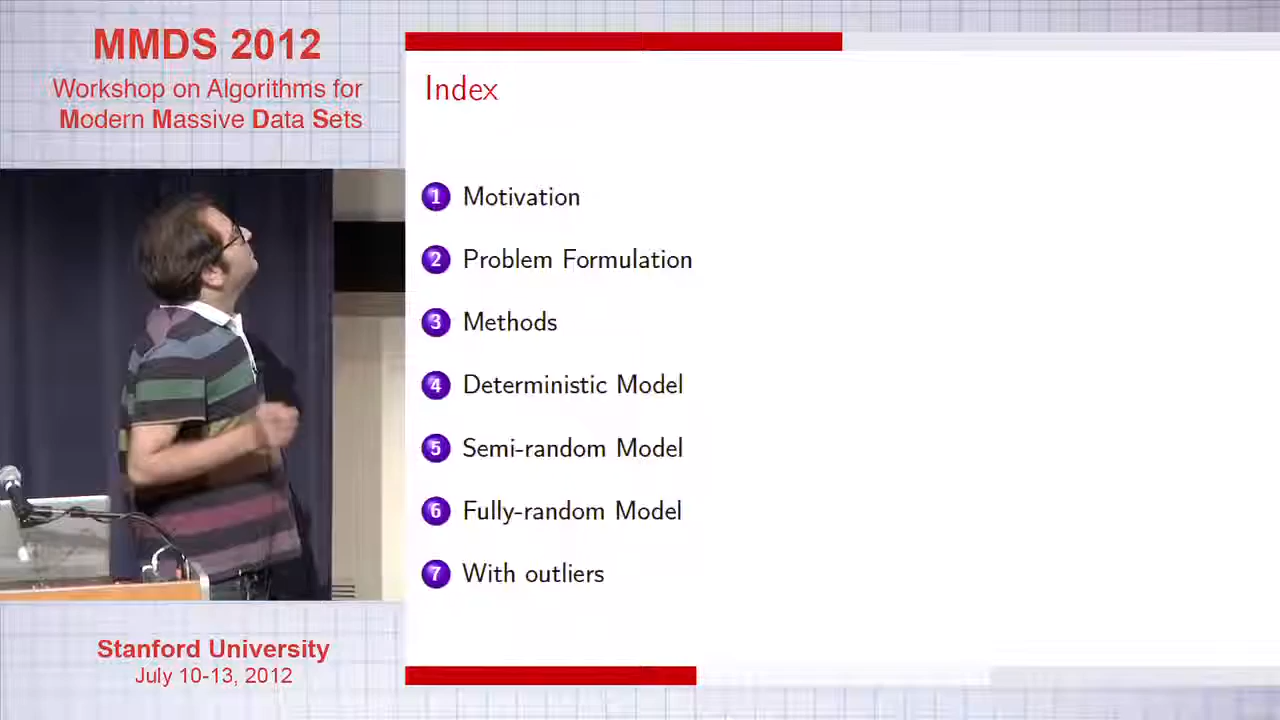 MMDS 2012
Workshop on Algorithms for
Modern Massive Data Sets
Index
1 Motivation
2 Problem Formulation
3 Methods
4 Deterministic Model
5 Semi-random Model
6 Fully-random Model
7 With outliers
Stanford University
July 10-13, 2012